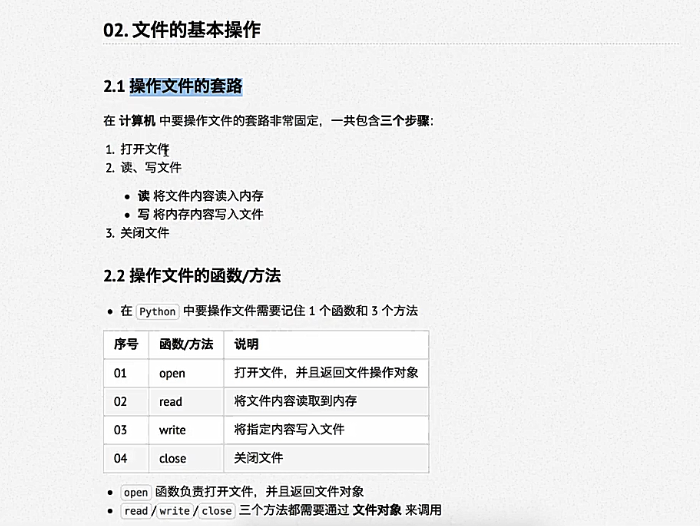 02. 文件的基本操作
2.1 操作文件的套路
在 计算机 中要操作文件的套路非常固定，一共包含三个步骤：
1. 打开文件
2. 读、写文件
• 读 将文件内容读入内存
• 写 将内存内容写入文件
3. 关闭文件
2.2 操作文件的函数/方法
• 在 Python 中要操作文件需要记住 1 个函数和 3 个方法
序号 函数/方法 说明
01 open 打开文件，并且返回文件操作对象
02 read 将文件内容读取到内存
03 write 将指定内容写入文件
04 close 关闭文件
• open 函数负责打开文件，并且返回文件对象
• read/write/close 三个方法都需要通过 文件对象 来调用